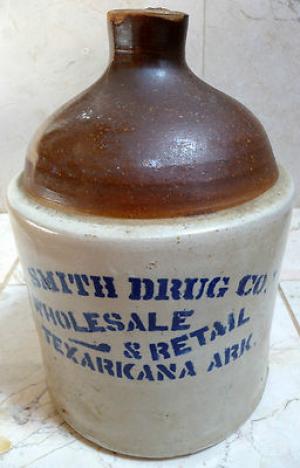 SMITH DRUG CO.
WHOLESALE
& RETAIL
TEXARKANA ARK.